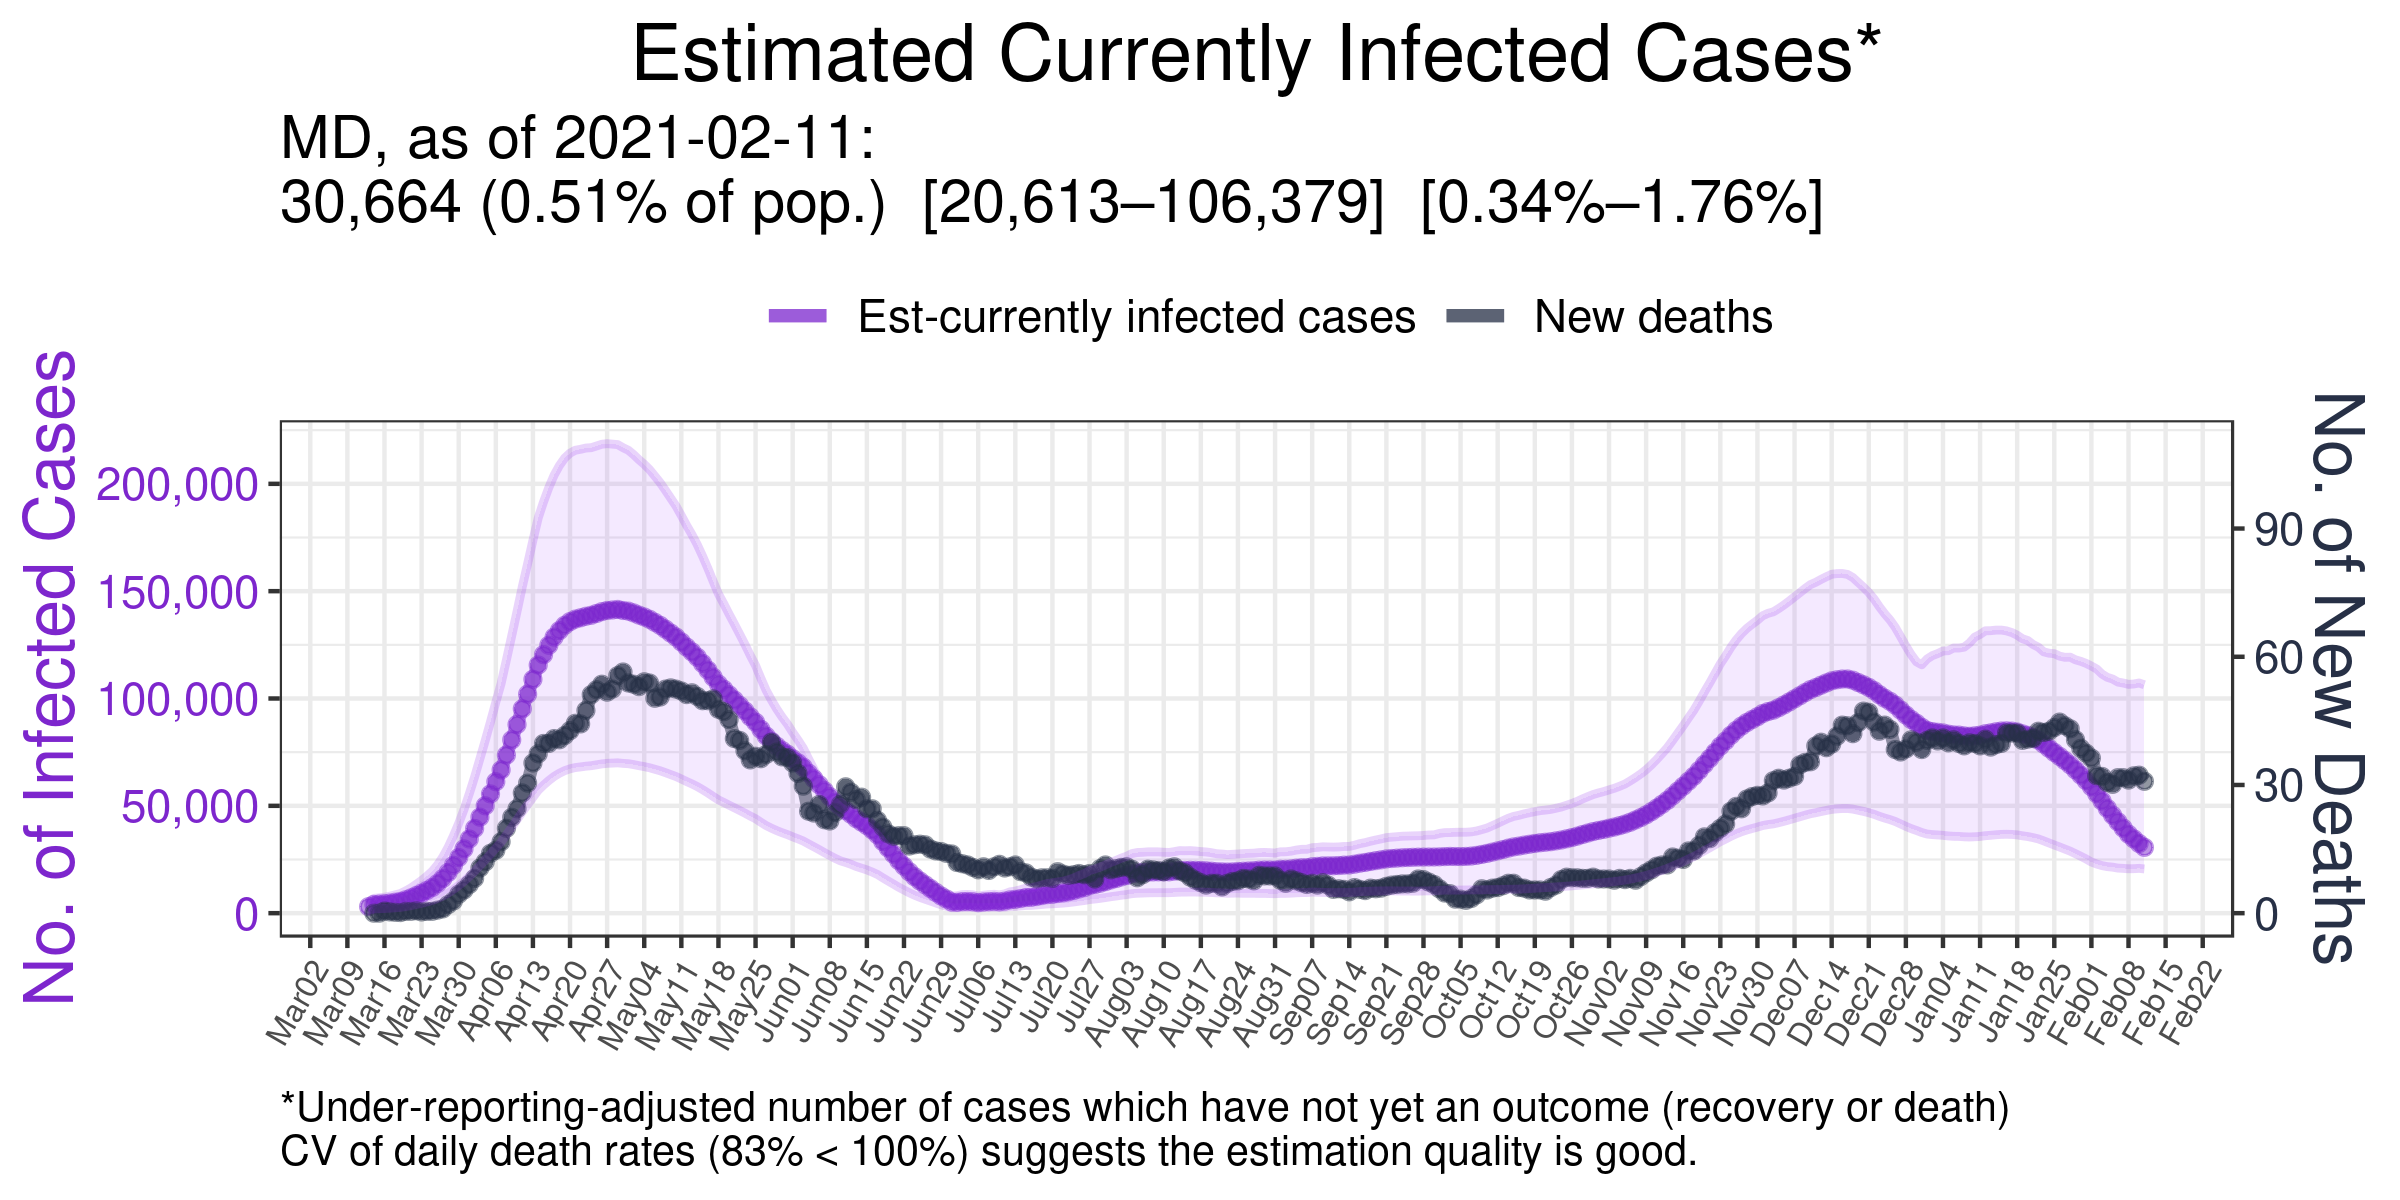 Estimated Currently Infected Cases*
MD, as of 2021-02-11:
30,664 (0.51% of pop.)  [20,613–106,379]  [0.34%–1.76%]
Est-currently infected cases
New deaths
No. of Infected Cases
200,000
150,000
100,000
50,000
0
90
60
30
0
No. of New Deaths
Mar02
Mar09
Mar16
Mar23
Mar30
Apr06
Apr13
Apr20
Apr27
May04
May11
May18
May25
Jun01
Jun08
Jun15
Jun22
Jun29
Jul06
Jul13
Jul20
Jul27
Aug03
Aug10
Aug17
Aug24
Aug31
Sep07
Sep14
Sep21
Sep28
Oct05
Oct12
Oct19
Oct26
Nov02
Nov09
Nov16
Nov23
Nov30
Dec07
Dec14
Dec21
Dec28
Jan04
Jan11
Jan18
Jan25
Feb01
Feb08
Feb15
Feb22
*Under-reporting-adjusted number of cases which have not yet an outcome (recovery or death)
CV of daily death rates (83% < 100%) suggests the estimation quality is good.